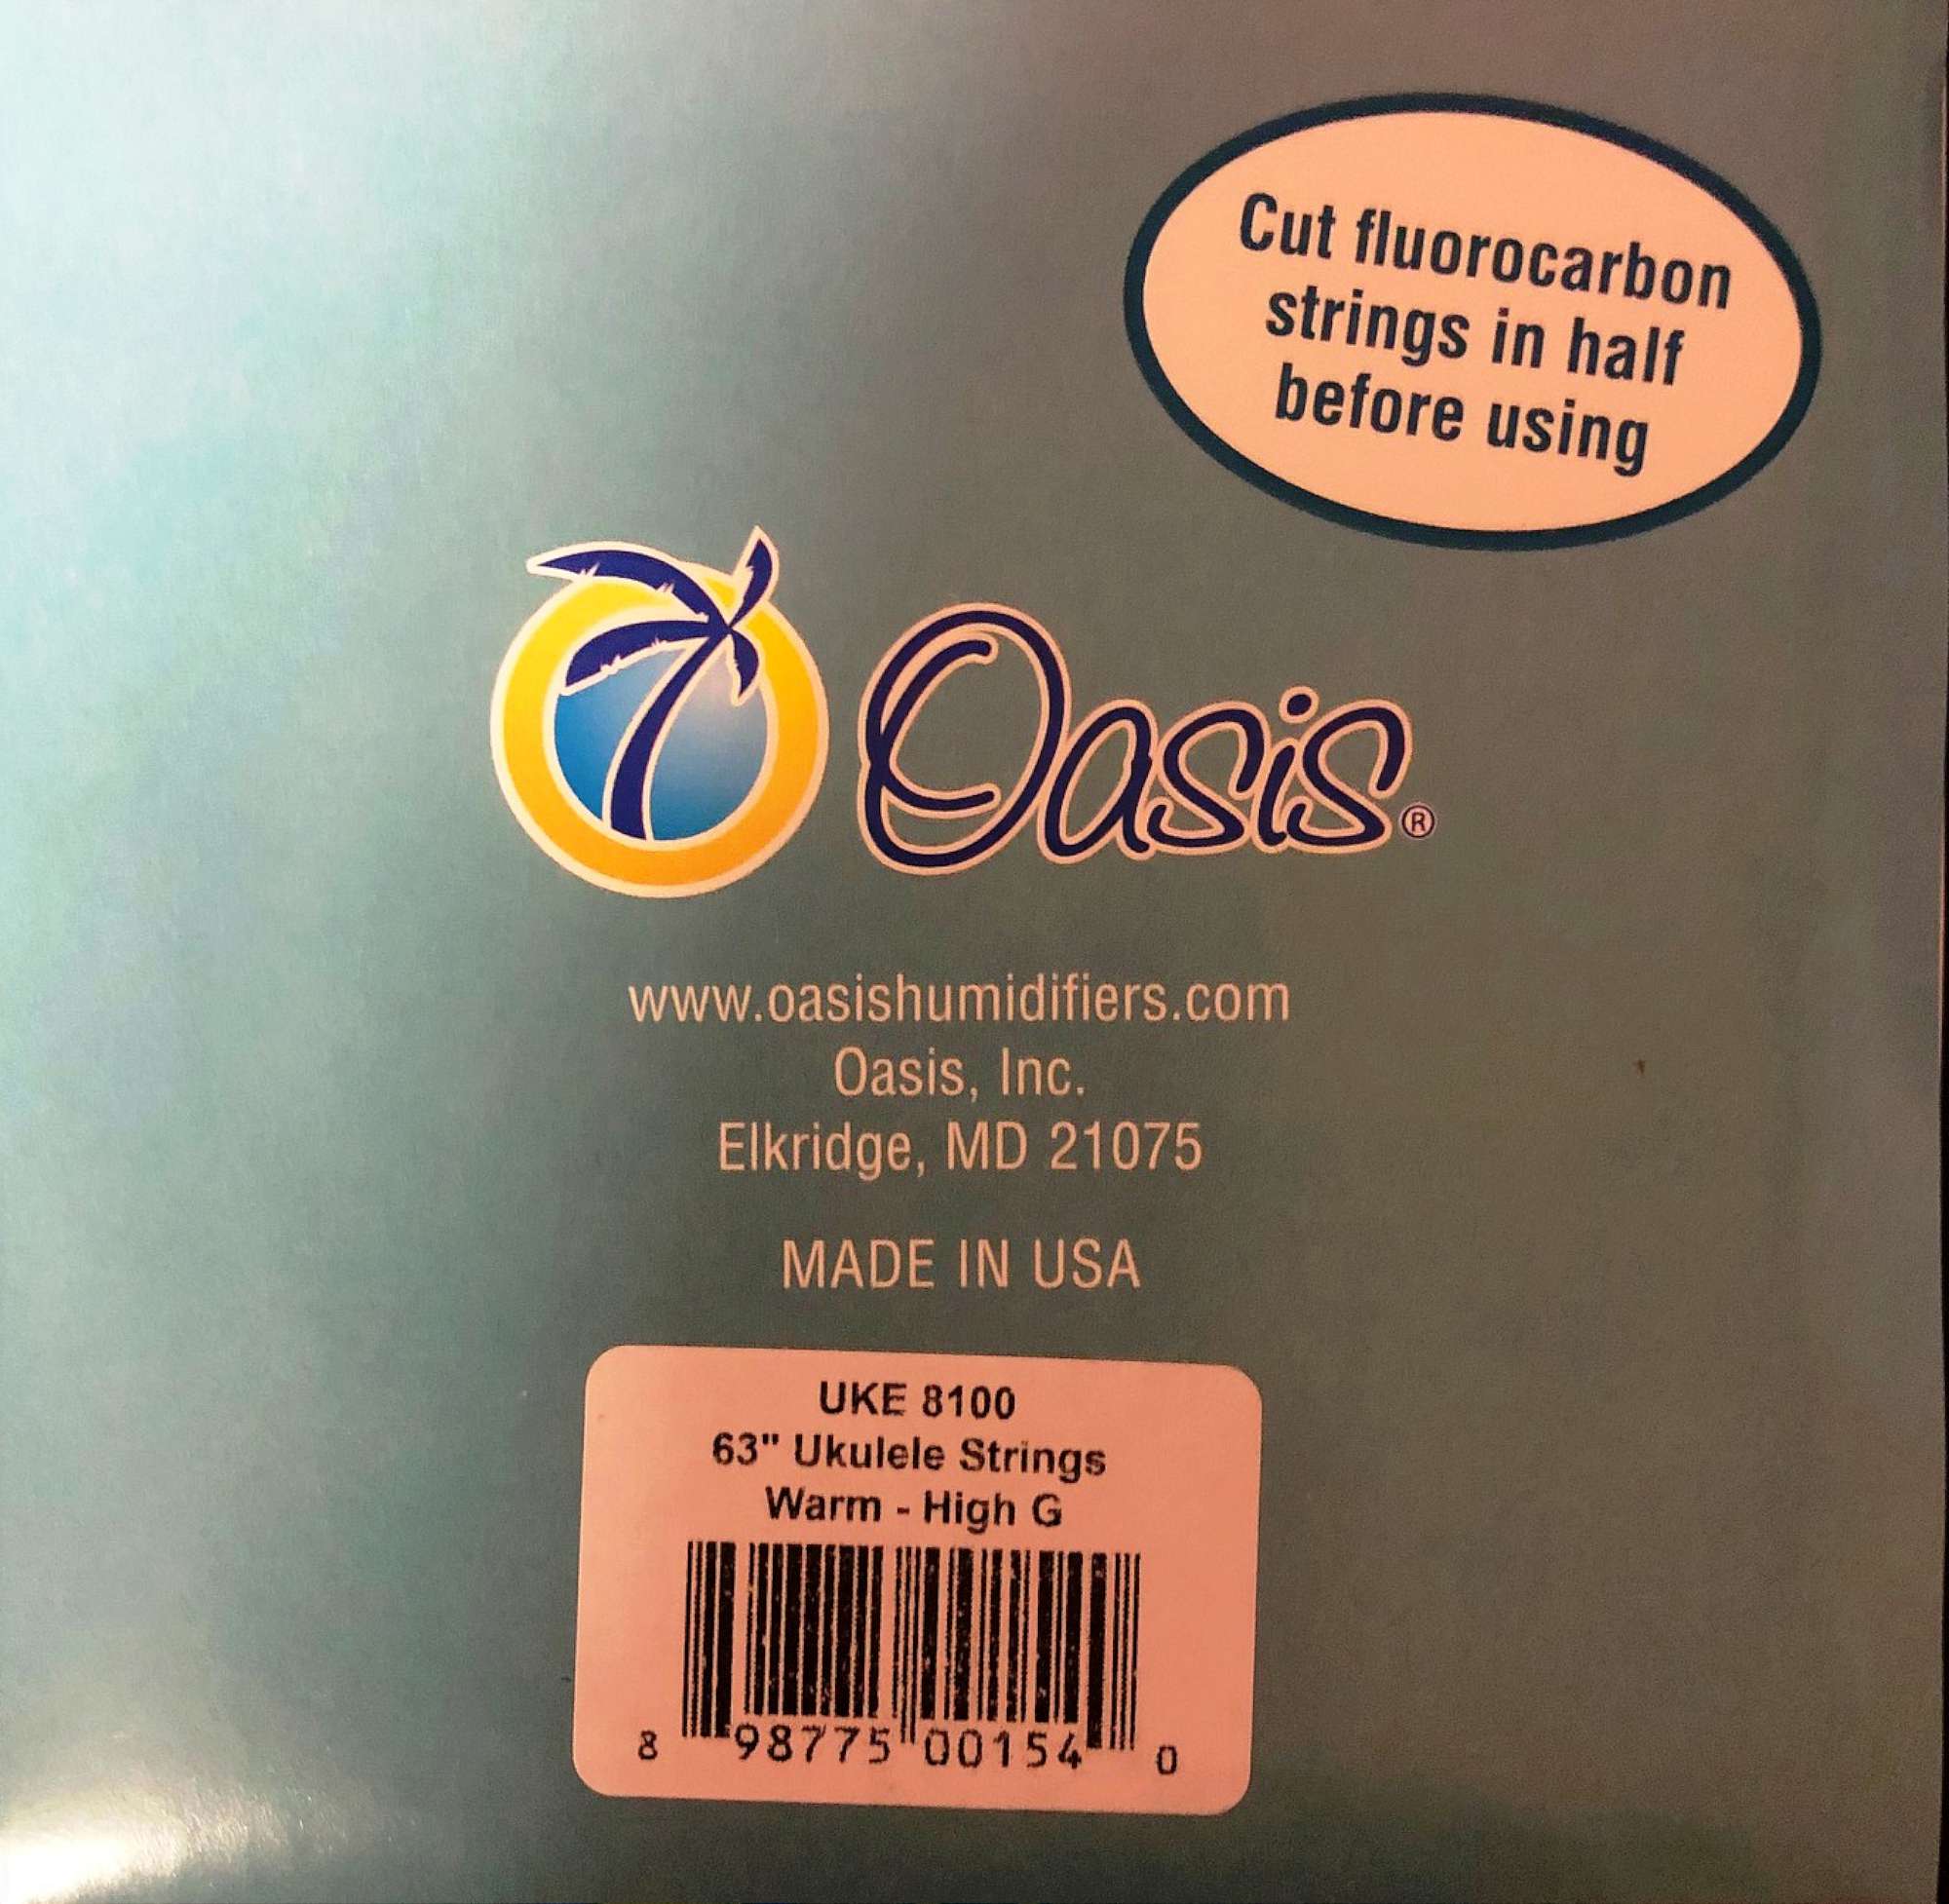 Cut fluorocarbon
strings in half
before using
Oasis®
www.oasishumidifiers.com
Oasis, Inc.
Elkridge, MD 21075
MADE IN USA
UKE 8100
63" Ukulele Strings
Warm - High G
8 98775 00154 0